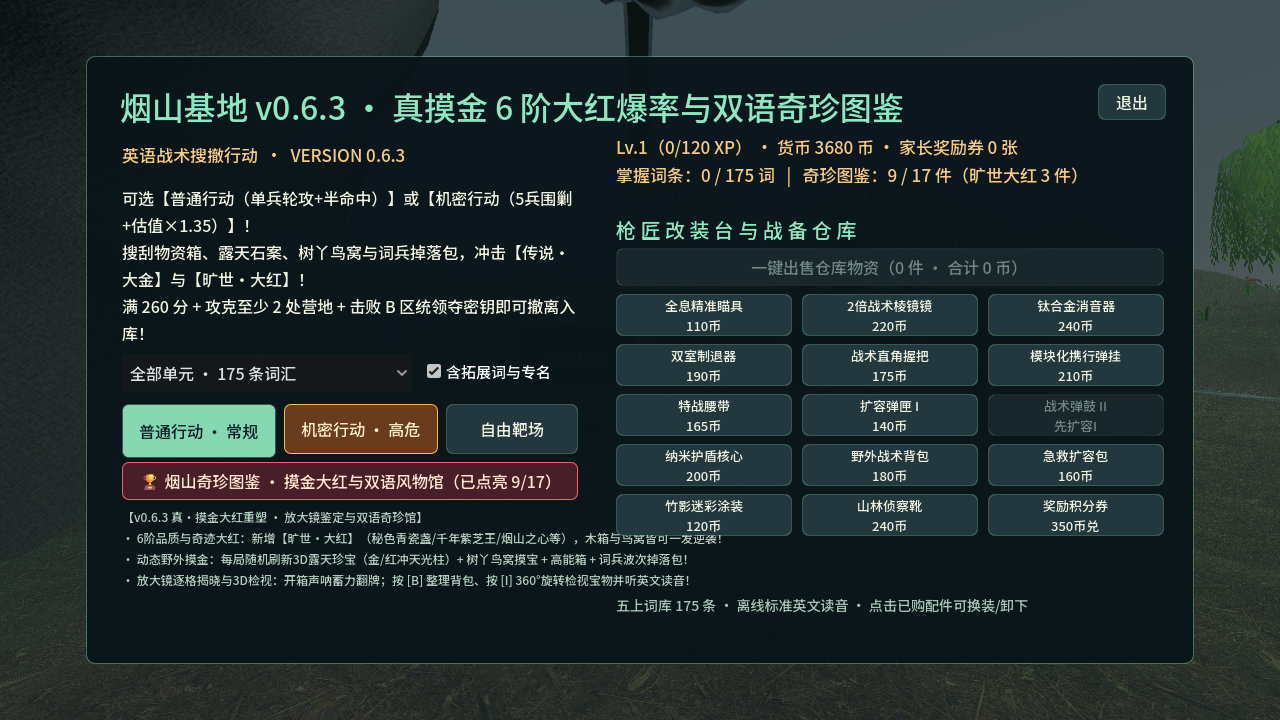 烟山基地 v0.6.3 · 真摸金 6 阶大红爆率与双语奇珍图鉴
退出
英语战术搜撤行动 · VERSION 0.6.3
可选【普通行动（单兵轮攻+半命中）】或【机密行动（5兵围剿
+估值×1.35）】！
搜刮物资箱、露天石案、树丫鸟窝与词兵掉落包，冲击【传说·
大金】与【旷世·大红】！
满 260 分 + 攻克至少 2 处营地 + 击败 B 区统领夺密钥即可撤离入
库！
全部单元 · 175 条词汇
含拓展词与专名
普通行动 · 常规
机密行动 · 高危
自由靶场
🏆 烟山奇珍图鉴 · 摸金大红与双语风物馆（已点亮 9/17）
【v0.6.3 真·摸金大红重塑 · 放大镜鉴定与双语奇珍馆】
· 6阶品质与奇迹大红：新增【旷世·大红】（秘色青瓷盏/千年紫芝王/烟山之心等），木箱与鸟窝皆可一发逆袭！
· 动态野外摸金：每局随机刷新3D露天珍宝（金/红冲天光柱）+ 树丫鸟窝摸宝 + 高能箱 + 词兵波次掉落包！
· 放大镜逐格揭晓与3D检视：开箱声呐蓄力翻牌；按 [B] 整理背包、按 [I] 360°旋转检视宝物并听英文读音！
Lv.1（0/120 XP） · 货币 3680 币 · 家长奖励券 0 张
掌握词条：0 / 175 词 ｜ 奇珍图鉴：9 / 17 件（旷世大红 3 件）
枪匠改装台与战备仓库
一键出售仓库物资（0 件 · 合计 0 币）
全息精准瞄具
110币
2倍战术棱镜镜
220币
钛合金消音器
240币
双室制退器
190币
战术直角握把
175币
模块化携行弹挂
210币
特战腰带
165币
扩容弹匣 I
140币
战术弹鼓 II
先扩容I
纳米护盾核心
200币
野外战术背包
180币
急救扩容包
160币
竹影迷彩涂装
120币
山林侦察靴
240币
奖励积分券
350币兑
五上词库 175 条 · 离线标准英文读音 · 点击已购配件可换装/卸下